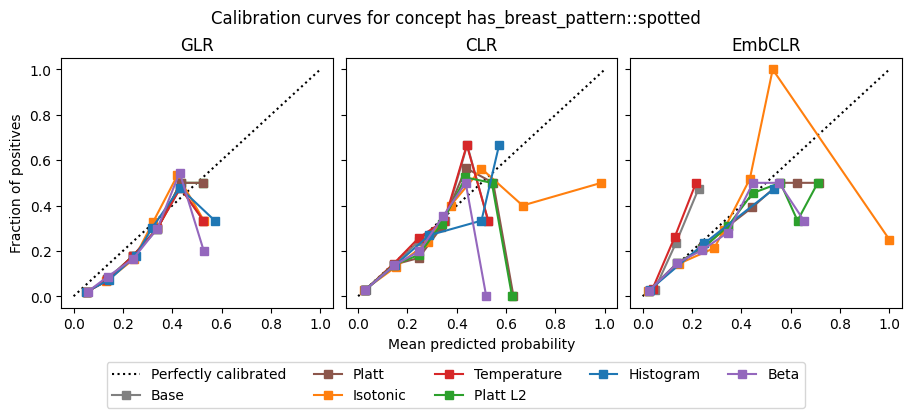 Calibration curves for concept has_breast_pattern::spotted
GLR
CLR
EmbCLR
Fraction of positives
1.0
0.8
0.6
0.4
0.2
0.0
0.0 0.2 0.4 0.6 0.8 1.0
0.0 0.2 0.4 0.6 0.8 1.0
0.0 0.2 0.4 0.6 0.8 1.0
Mean predicted probability
Perfectly calibrated
Base
Platt
Isotonic
Temperature
Platt L2
Histogram
Beta